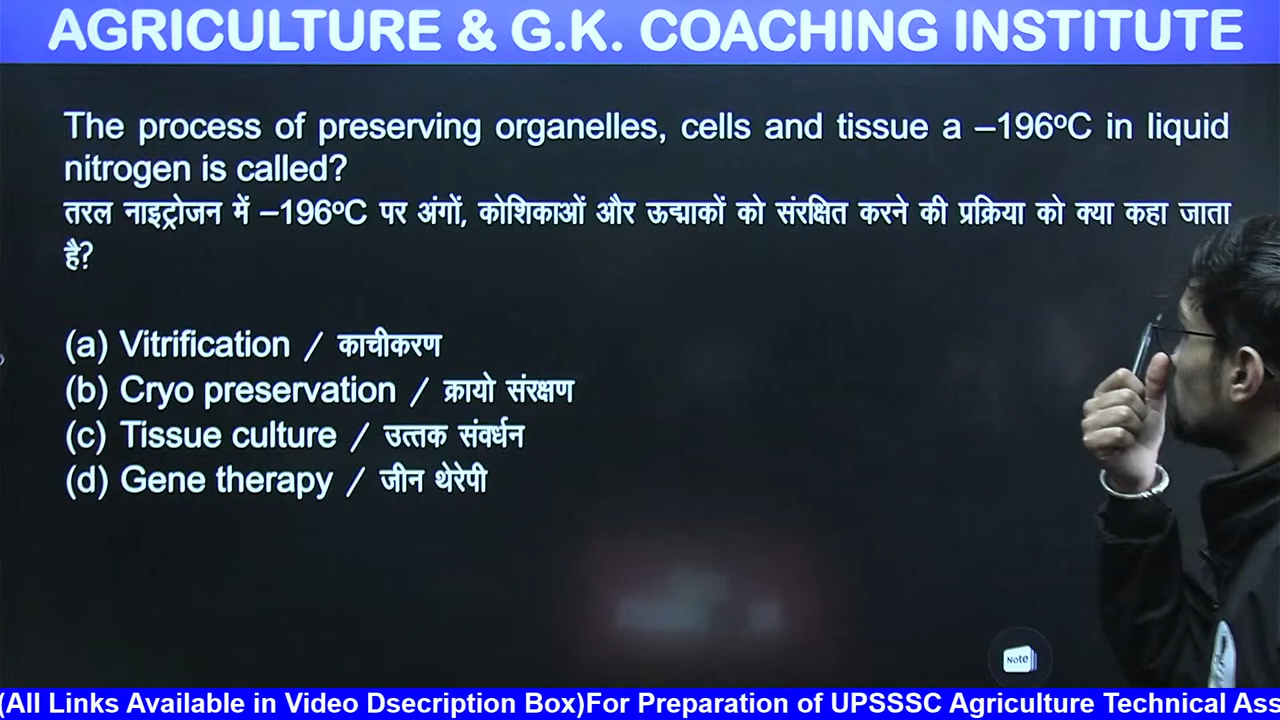 AGRICULTURE & G.K. COACHING INSTITUTE
The process of preserving organelles, cells and tissue a –196ºC in liquid
nitrogen is called?
तरल नाइट्रोजन में –196ºC पर अंगों, कोशिकाओं और ऊत्तकों को संरक्षित करने की प्रक्रिया को क्या कहा जाता
है?
(a) Vitrification / काचीकरण
(b) Cryo preservation / क्रायो संरक्षण
(c) Tissue culture / उत्तक संवर्धन
(d) Gene therapy / जीन थेरेपी
Note
(All Links Available in Video Dsecription Box)For Preparation of UPSSSC Agriculture Technical Ass